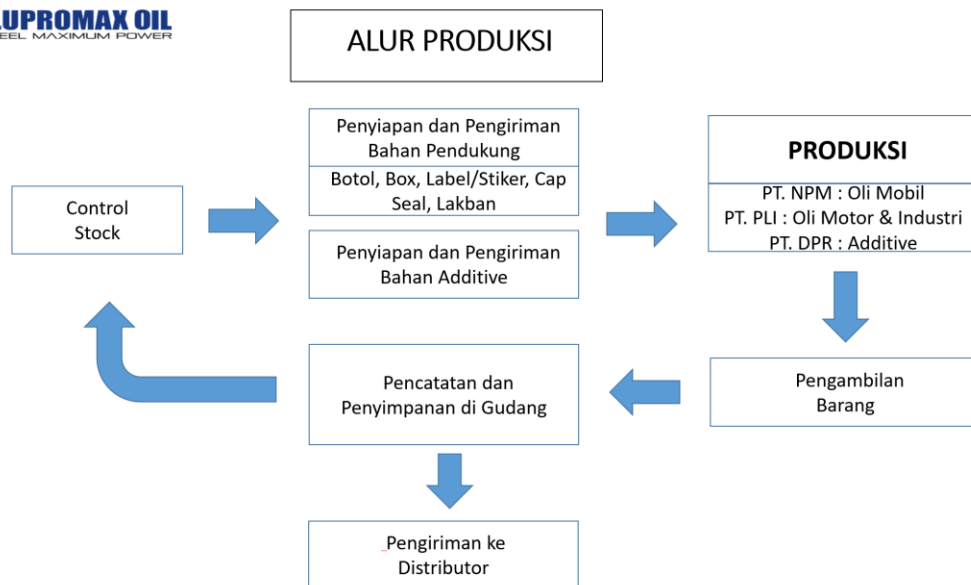 LUPROMAX OIL
FEEL MAXIMUM POWER
ALUR PRODUKSI
Control
Stock
Penyiapan dan Pengiriman
Bahan Pendukung
Botol, Box, Label/Stiker, Cap
Seal, Lakban
Penyiapan dan Pengiriman
Bahan Additive
PRODUKSI
PT. NPM : Oli Mobil
PT. PLI : Oli Motor & Industri
PT. DPR : Additive
Pengambilan
Barang
Pencatatan dan
Penyimpanan di Gudang
Pengiriman ke
Distributor